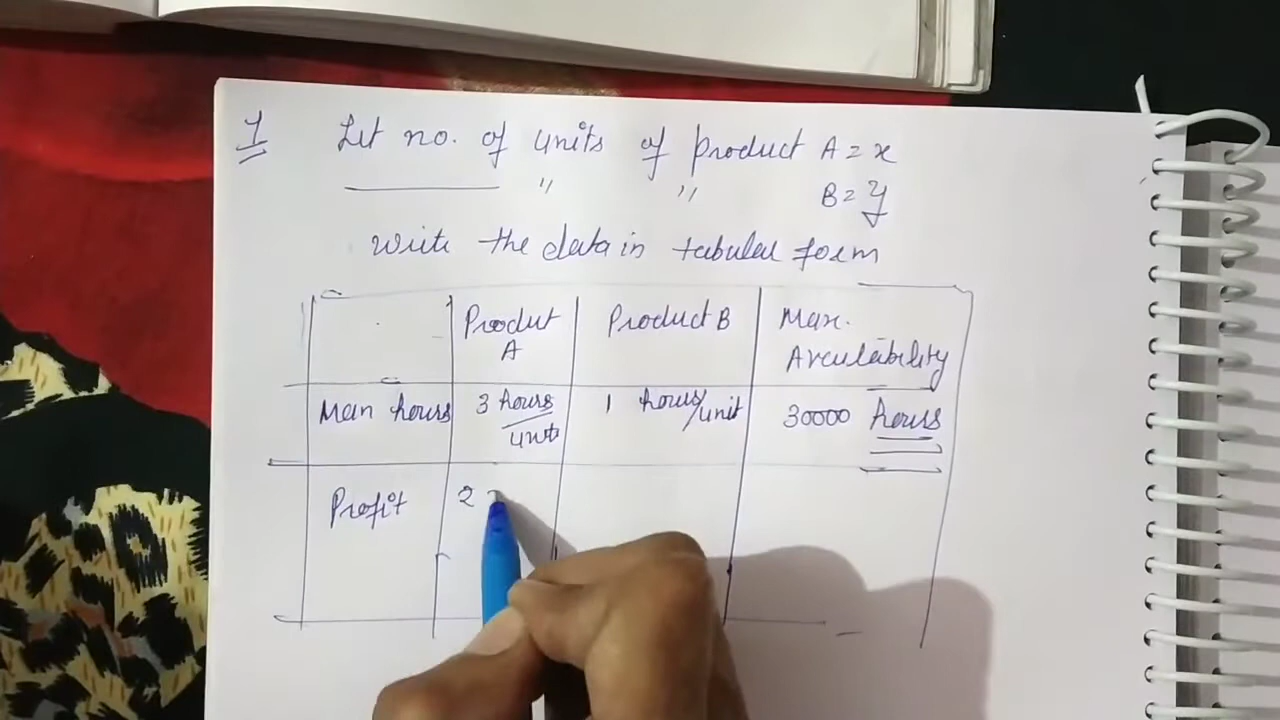 1 Let no. of units of product A = x
" " B = y
Write the data in tabular form
Product A Product B Max. Availability
Man hours 3 hours/unit 1 hours/unit 30000 hours
Profit 2